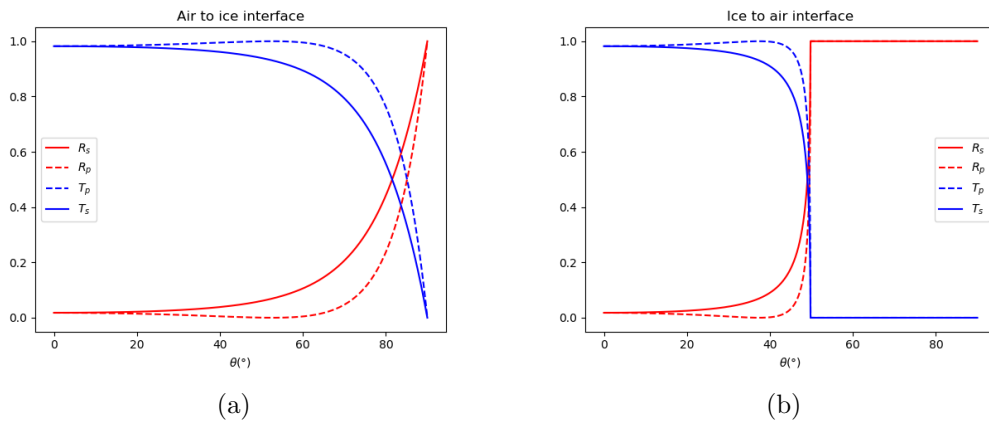 Air to ice interface
1.0
0.8
0.6
0.4
0.2
0.0
R_s
R_p
T_p
T_s
0 20 40 60 80
θ(°)
(a)
Ice to air interface
1.0
0.8
0.6
0.4
0.2
0.0
R_s
R_p
T_p
T_s
0 20 40 60 80
θ(°)
(b)